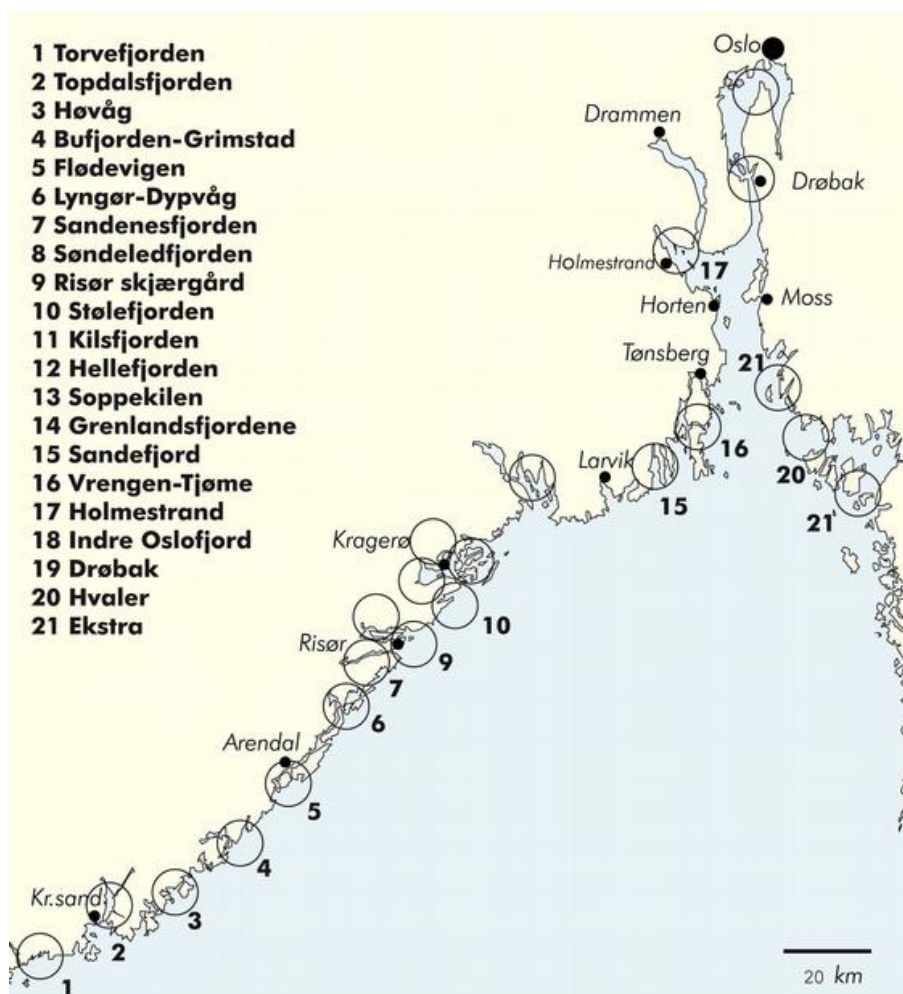 1 Torvefjorden
2 Topdalsfjorden
3 Høvåg
4 Bufjorden-Grimstad
5 Flødevigen
6 Lyngør-Dypvåg
7 Sandenesfjorden
8 Søndeledfjorden
9 Risør skjærgård
10 Stølefjorden
11 Kilsfjorden
12 Hellefjorden
13 Soppekilen
14 Grenlandsfjordene
15 Sandefjord
16 Vrengen-Tjøme
17 Holmestrand
18 Indre Oslofjord
19 Drøbak
20 Hvaler
21 Ekstra
Oslo
Drammen
Drøbak
Holmestrand
17
Horten
Moss
Tønsberg
21
16
20
Larvik
15
21
Kragerø
10
Risør
9
7
6
Arendal
5
4
Kr.sand
3
2
1
20 km